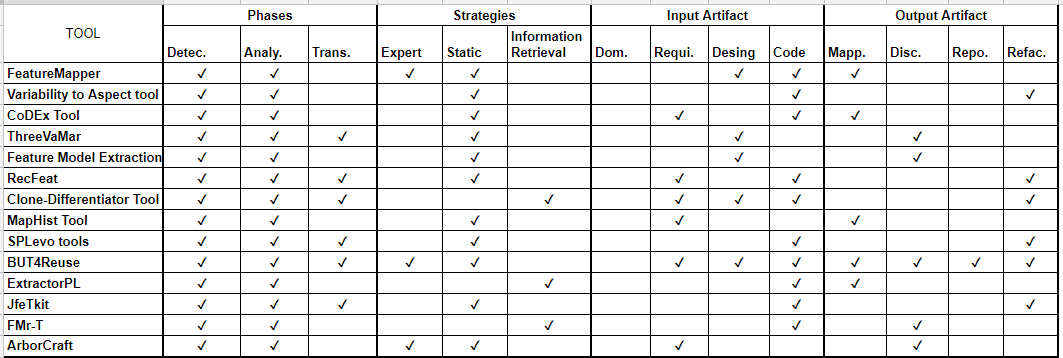 TOOL Phases Strategies Input Artifact Output Artifact
Detec. Analy. Trans. Expert Static Information Retrieval Dom. Requi. Desing Code Mapp. Disc. Repo. Refac.
FeatureMapper ✓ ✓ ✓ ✓ ✓ ✓ ✓
Variability to Aspect tool ✓ ✓ ✓ ✓ ✓
CoDEx Tool ✓ ✓ ✓ ✓ ✓ ✓
ThreeVaMar ✓ ✓ ✓ ✓ ✓ ✓
Feature Model Extraction ✓ ✓ ✓ ✓ ✓
RecFeat ✓ ✓ ✓ ✓ ✓ ✓ ✓
Clone-Differentiator Tool ✓ ✓ ✓ ✓ ✓ ✓ ✓ ✓
MapHist Tool ✓ ✓ ✓ ✓ ✓
SPLevo tools ✓ ✓ ✓ ✓ ✓ ✓
BUT4Reuse ✓ ✓ ✓ ✓ ✓ ✓ ✓ ✓ ✓ ✓ ✓ ✓
ExtractorPL ✓ ✓ ✓ ✓ ✓
JfeTkit ✓ ✓ ✓ ✓ ✓ ✓
FMr-T ✓ ✓ ✓ ✓ ✓
ArborCraft ✓ ✓ ✓ ✓ ✓ ✓